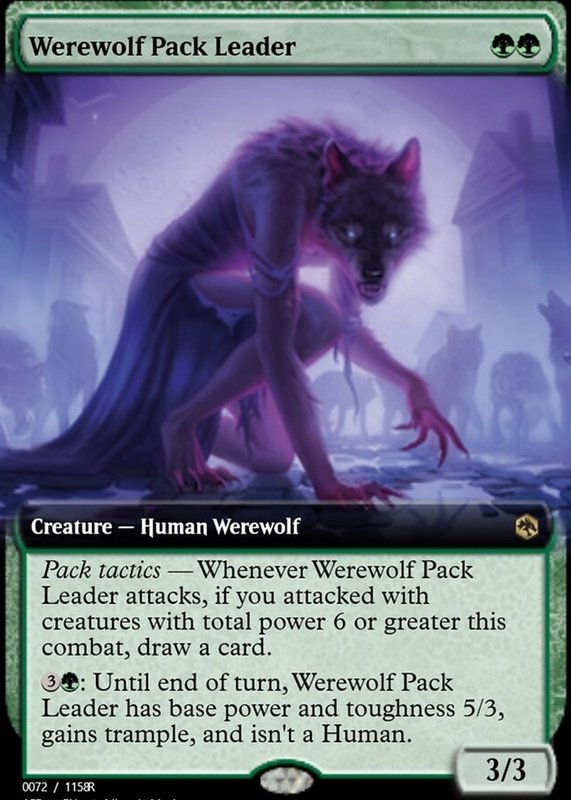 Werewolf Pack Leader
Creature — Human Werewolf
Pack tactics — Whenever Werewolf Pack
Leader attacks, if you attacked with
creatures with total power 6 or greater this
combat, draw a card.
3: Until end of turn, Werewolf Pack
Leader has base power and toughness 5/3,
gains trample, and isn't a Human.
3/3
0072 / 1158R